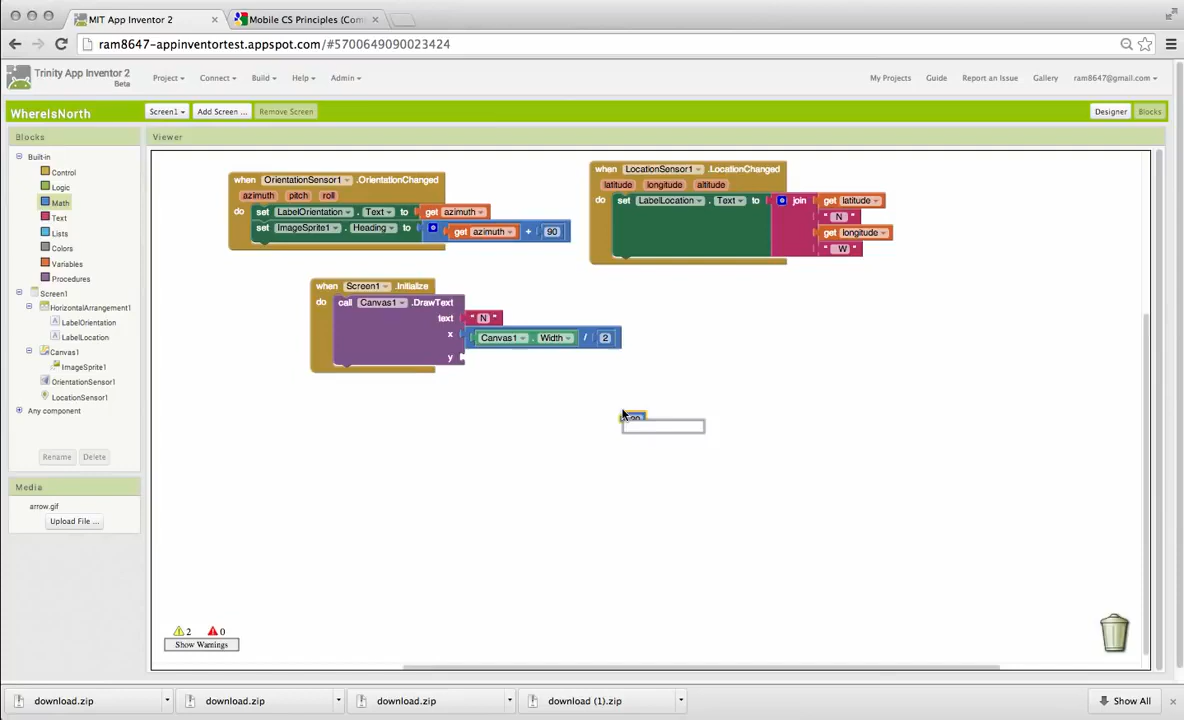 MIT App Inventor 2
Mobile CS Principles (Com
ram8647-appinventortest.appspot.com/#5700649090023424
Trinity App Inventor 2
Beta
Project
Connect
Build
Help
Admin
My Projects
Guide
Report an Issue
Gallery
ram8647@gmail.com
WhereIsNorth
Screen1
Add Screen ...
Remove Screen
Designer
Blocks
Blocks
Viewer
Built-in
Control
Logic
Math
Text
Lists
Colors
Variables
Procedures
Screen1
HorizontalArrangement1
LabelOrientation
LabelLocation
Canvas1
ImageSprite1
OrientationSensor1
LocationSensor1
Any component
Rename
Delete
Media
arrow.gif
Upload File ...
when OrientationSensor1 .OrientationChanged
azimuth pitch roll
do set LabelOrientation . Text to get azimuth
set ImageSprite1 . Heading to get azimuth + 90
when LocationSensor1 .LocationChanged
latitude longitude altitude
do set LabelLocation . Text to join get latitude
" N "
get longitude
" W "
when Screen1 .Initialize
do call Canvas1 .DrawText
text " N "
x Canvas1 . Width / 2
y
2 0
Show Warnings
download.zip
download.zip
download.zip
download (1).zip
Show All